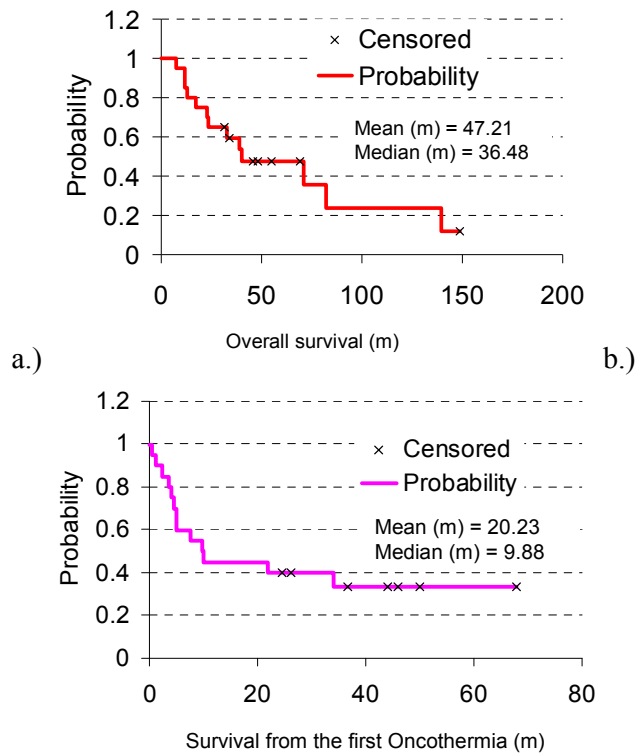 1.2
1
0.8
0.6
0.4
0.2
0
Probability
× Censored
Probability
Mean (m) = 47.21
Median (m) = 36.48
0 50 100 150 200
Overall survival (m)
a.) b.)
1.2
1
0.8
0.6
0.4
0.2
0
Probability
× Censored
Probability
Mean (m) = 20.23
Median (m) = 9.88
0 20 40 60 80
Survival from the first Oncothermia (m)